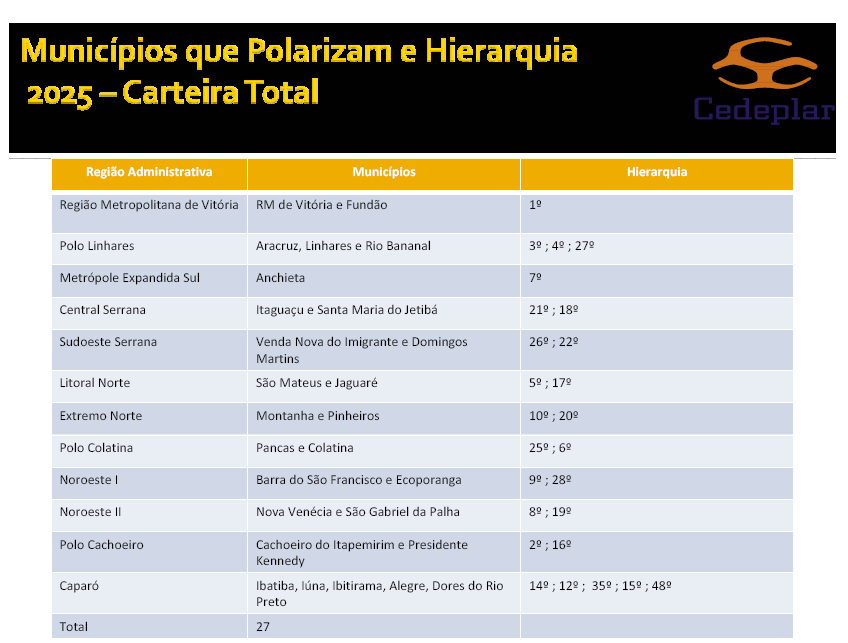 Municípios que Polarizam e Hierarquia
2025 – Carteira Total
Cedeplar
Região Administrativa Municípios Hierarquia
Região Metropolitana de Vitória RM de Vitória e Fundão 1º
Polo Linhares Aracruz, Linhares e Rio Bananal 3º ; 4º ; 27º
Metrópole Expandida Sul Anchieta 7º
Central Serrana Itaguaçu e Santa Maria do Jetibá 21º ; 18º
Sudoeste Serrana Venda Nova do Imigrante e Domingos 26º ; 22º
Martins
Litoral Norte São Mateus e Jaguaré 5º ; 17º
Extremo Norte Montanha e Pinheiros 10º ; 20º
Polo Colatina Pancas e Colatina 25º ; 6º
Noroeste I Barra do São Francisco e Ecoporanga 9º ; 28º
Noroeste II Nova Venécia e São Gabriel da Palha 8º ; 19º
Polo Cachoeiro Cachoeiro do Itapemirim e Presidente 2º ; 16º
Kennedy
Caparó Ibatiba, Iúna, Ibitirama, Alegre, Dores do Rio 14º ; 12º ; 35º ; 15º ; 48º
Preto
Total 27